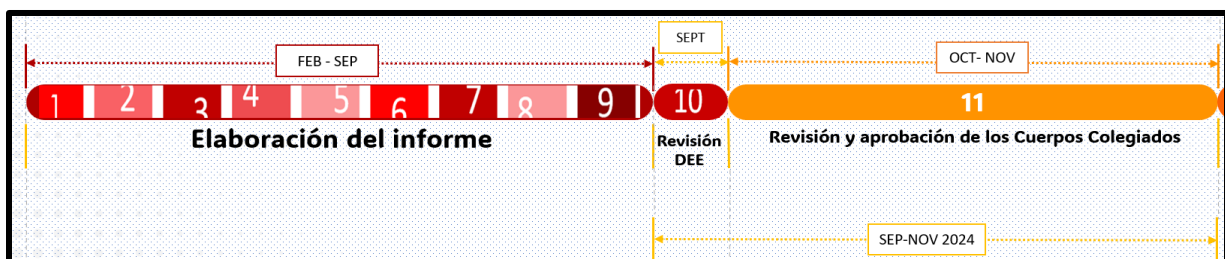 SEPT
FEB - SEP
OCT- NOV
1 2 3 4 5 6 7 8 9 10 11
Elaboración del informe
Revisión
DEE
Revisión y aprobación de los Cuerpos Colegiados
SEP-NOV 2024